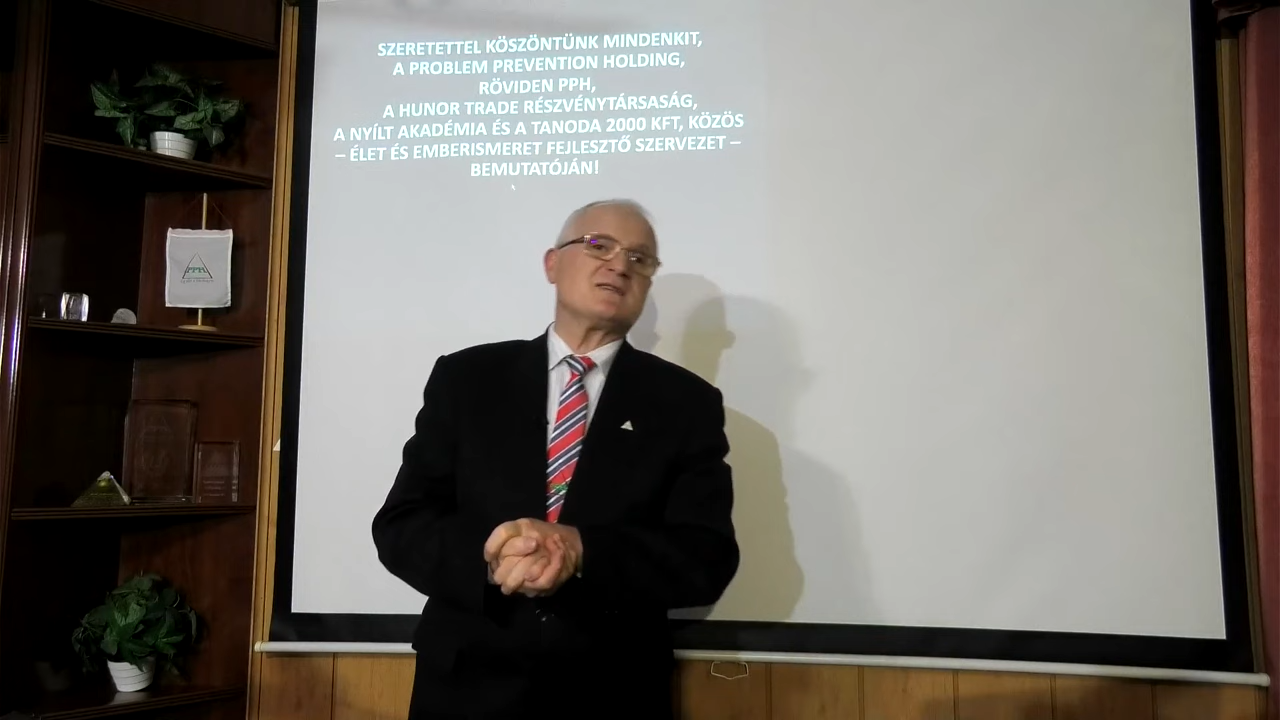 SZERETETTEL KÖSZÖNTÜNK MINDENKIT,
A PROBLEM PREVENTION HOLDING,
RÖVIDEN PPH,
A HUNOR TRADE RÉSZVÉNYTÁRSASÁG,
A NYÍLT AKADÉMIA ÉS A TANODA 2000 KFT, KÖZÖS
– ÉLET ÉS EMBERISMERET FEJLESZTŐ SZERVEZET –
BEMUTATÓJÁN!